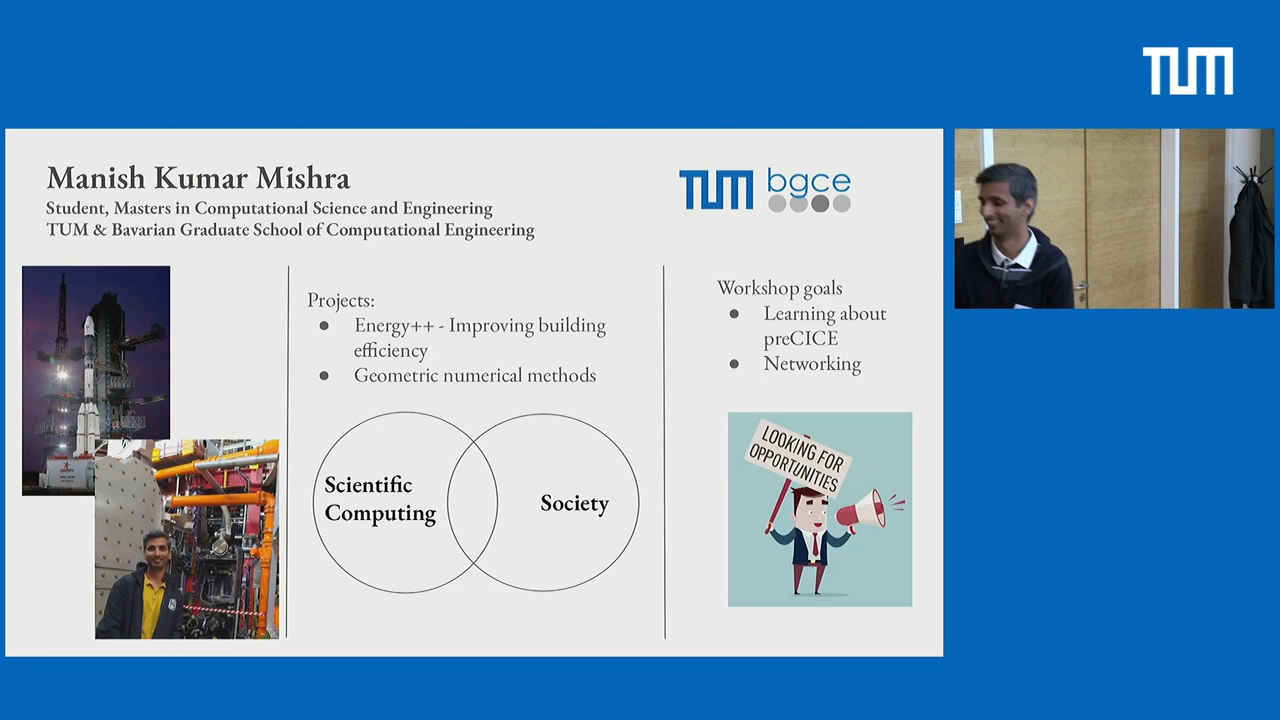 TUM
Manish Kumar Mishra
Student, Masters in Computational Science and Engineering
TUM & Bavarian Graduate School of Computational Engineering
TUM bgce
Projects:
Energy++ - Improving building
efficiency
Geometric numerical methods
Scientific
Computing
Society
Workshop goals
Learning about
preCICE
Networking
LOOKING FOR
OPPORTUNITIES